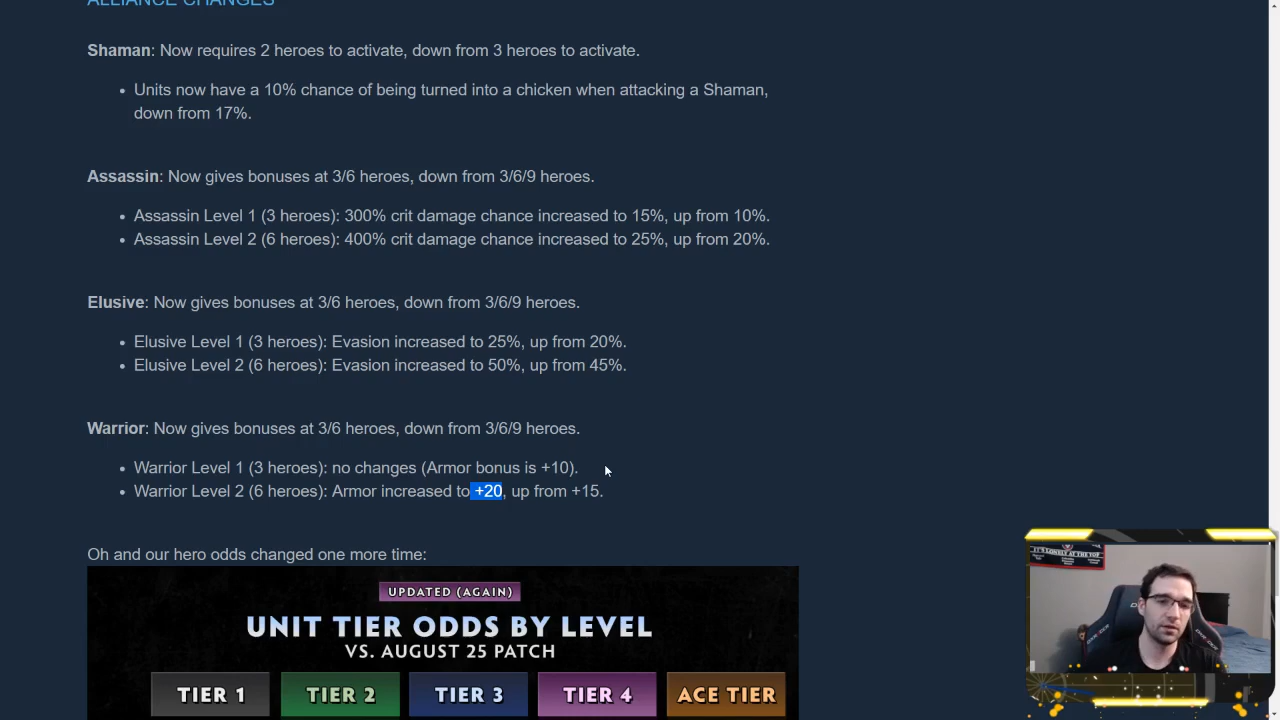 ALLIANCE CHANGES
Shaman: Now requires 2 heroes to activate, down from 3 heroes to activate.
• Units now have a 10% chance of being turned into a chicken when attacking a Shaman,
down from 17%.
Assassin: Now gives bonuses at 3/6 heroes, down from 3/6/9 heroes.
• Assassin Level 1 (3 heroes): 300% crit damage chance increased to 15%, up from 10%.
• Assassin Level 2 (6 heroes): 400% crit damage chance increased to 25%, up from 20%.
Elusive: Now gives bonuses at 3/6 heroes, down from 3/6/9 heroes.
• Elusive Level 1 (3 heroes): Evasion increased to 25%, up from 20%.
• Elusive Level 2 (6 heroes): Evasion increased to 50%, up from 45%.
Warrior: Now gives bonuses at 3/6 heroes, down from 3/6/9 heroes.
• Warrior Level 1 (3 heroes): no changes (Armor bonus is +10).
• Warrior Level 2 (6 heroes): Armor increased to +20, up from +15.
Oh and our hero odds changed one more time:
UPDATED (AGAIN)
UNIT TIER ODDS BY LEVEL
VS. AUGUST 25 PATCH
TIER 1 TIER 2 TIER 3 TIER 4 ACE TIER